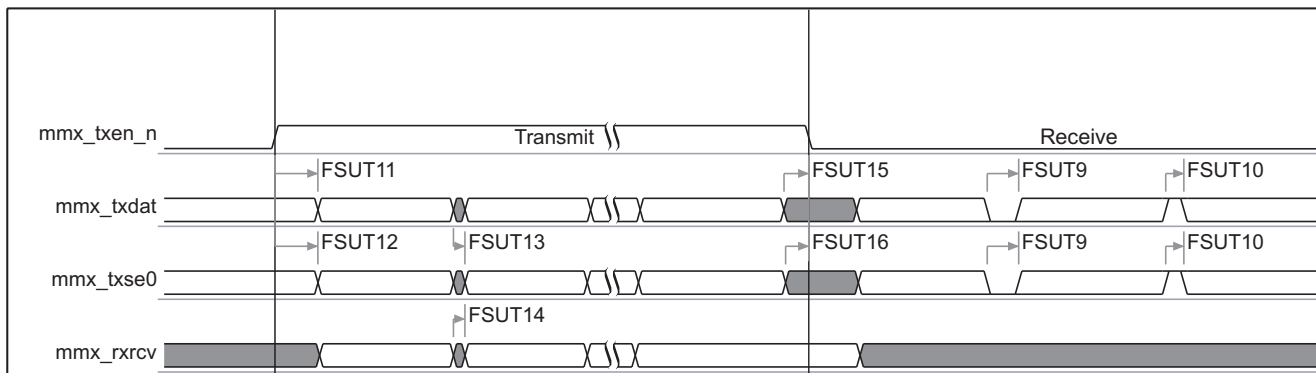 mmx_txen_n Transmit Receive
FSUT11 FSUT15 FSUT9 FSUT10
mmx_txdat
FSUT12 FSUT13 FSUT16 FSUT9 FSUT10
mmx_txse0
FSUT14
mmx_rxrcv